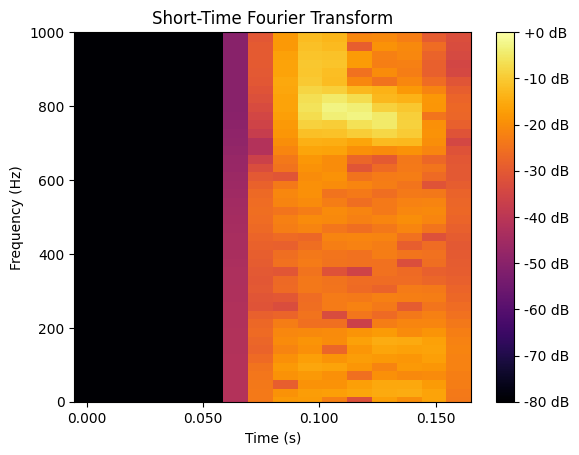 Short-Time Fourier Transform
1000
800
600
400
200
0
Frequency (Hz)
0.000
0.050
0.100
0.150
Time (s)
+0 dB
-10 dB
-20 dB
-30 dB
-40 dB
-50 dB
-60 dB
-70 dB
-80 dB